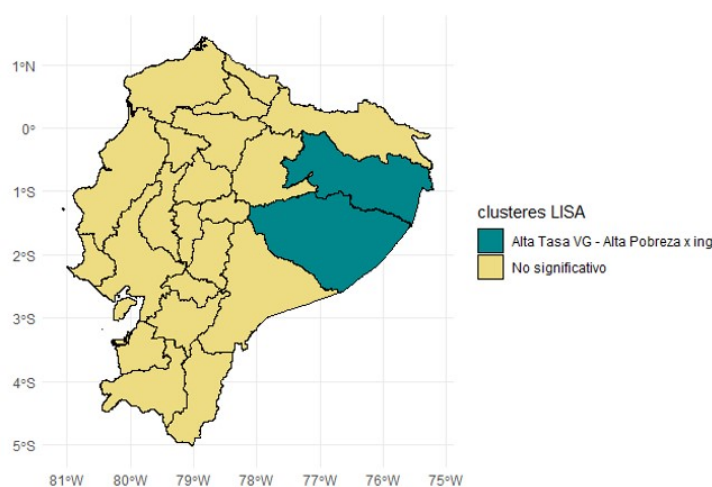 1°N
0°
1°S
2°S
3°S
4°S
5°S
81°W
80°W
79°W
78°W
77°W
76°W
75°W
clusteres LISA
Alta Tasa VG - Alta Pobreza x ing
No significativo